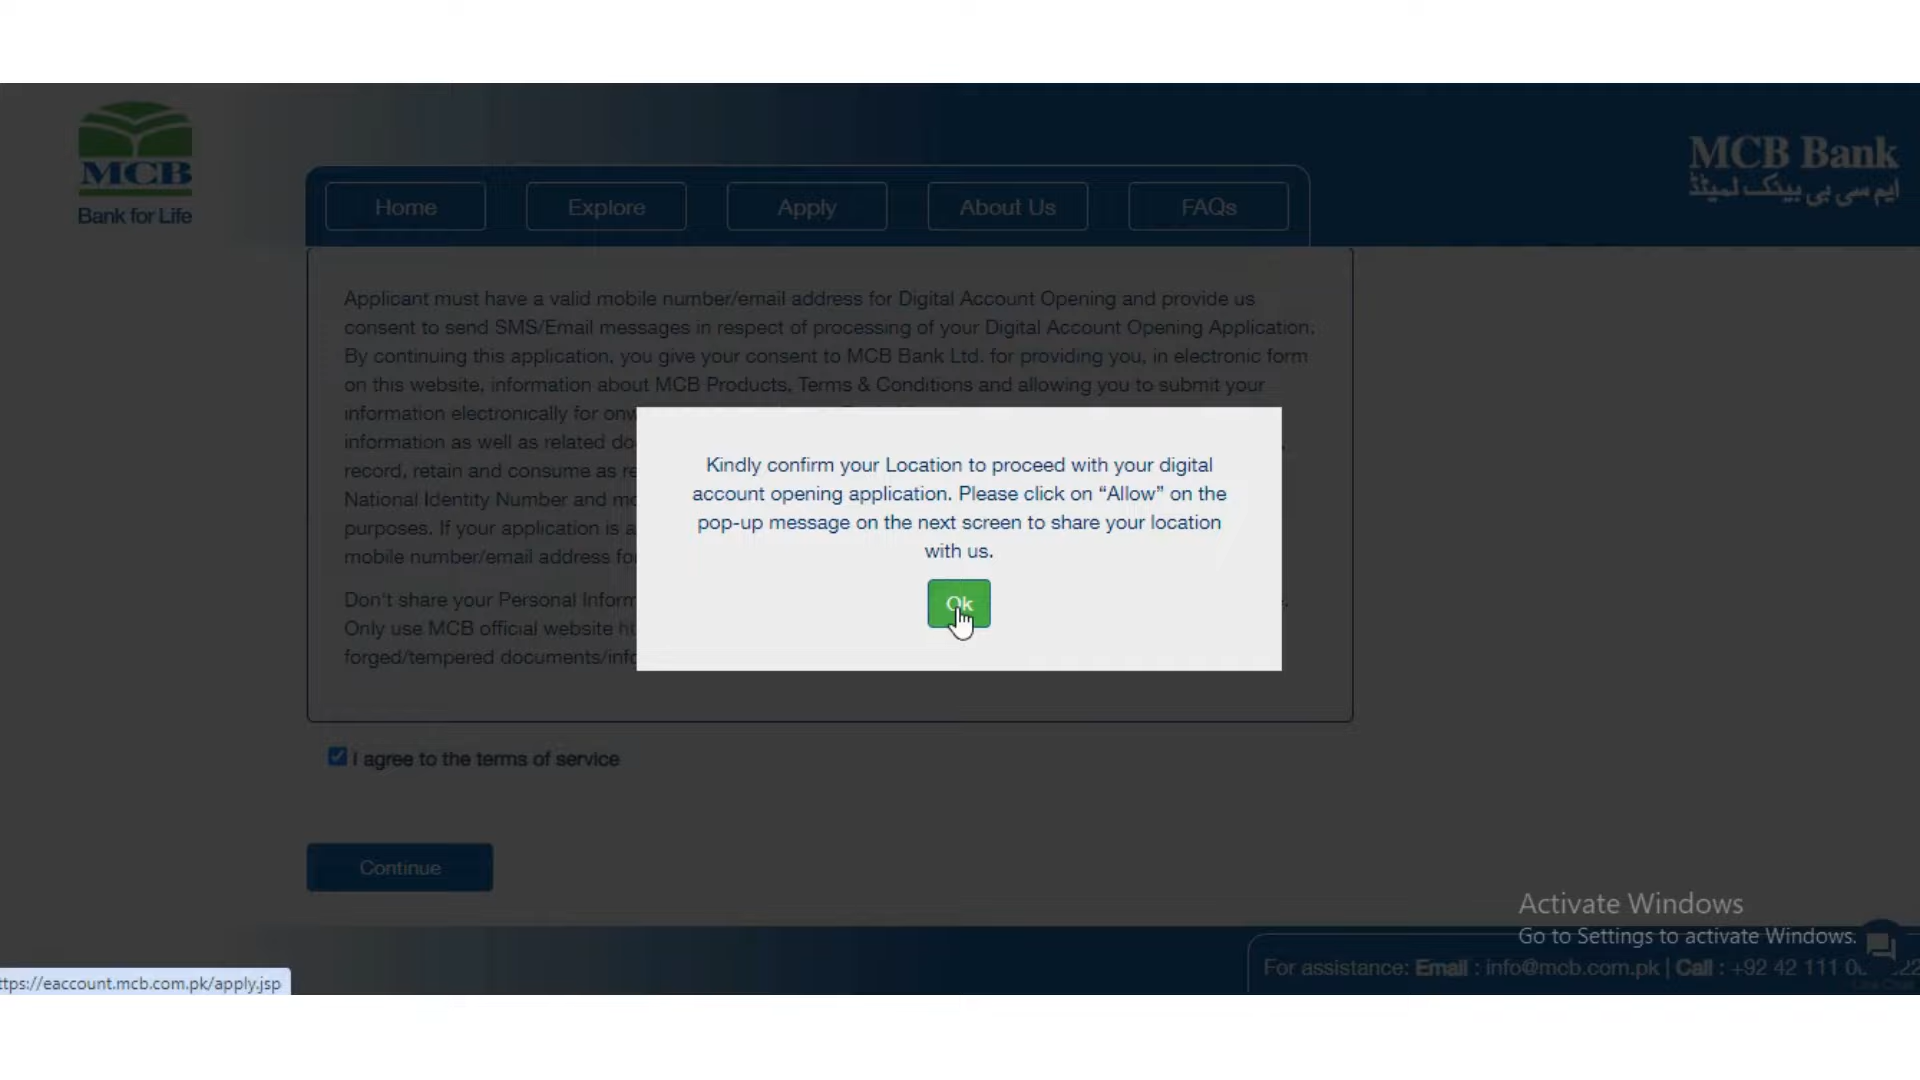 MCB
Bank for Life
Home
Explore
Apply
About Us
FAQs
MCB Bank
ایم سی بی بینک لمیٹڈ
Applicant must have a valid mobile number/email address for Digital Account Opening and provide us
consent to send SMS/Email messages in respect of processing of your Digital Account Opening Application.
By continuing this application, you give your consent to MCB Bank Ltd. for providing you, in electronic form
on this website, information about MCB Products, Terms & Conditions and allowing you to submit your
information electronically for
information as well as related
record, retain and consume as
National Identity Number and
purposes. If your application is
mobile number/email address
Don't share your Personal
Only use MCB official website
forged/tempered
Kindly confirm your Location to proceed with your digital
account opening application. Please click on “Allow” on the
pop-up message on the next screen to share your location
with us.
Ok
I agree to the terms of service
Continue
Activate Windows
Go to Settings to activate Windows.
For assistance: Email : info@mcb.com.pk | Call : +92 42 111
ttps://eaccount.mcb.com.pk/apply.jsp